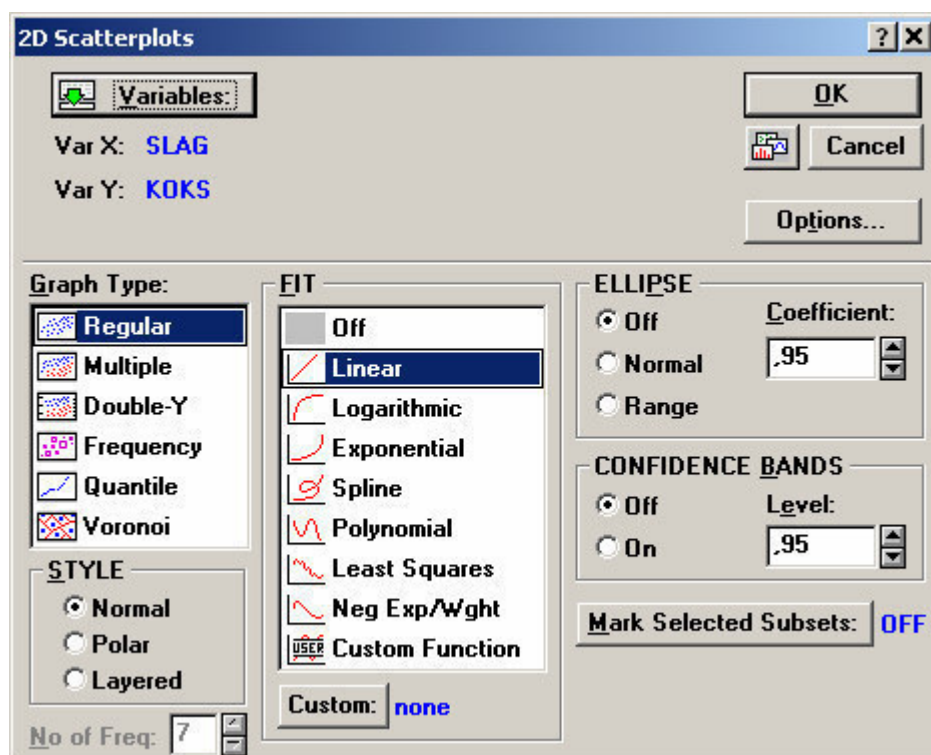 2D Scatterplots
Variables:
Var X: SLAG
Var Y: KOKS
OK
Cancel
Options...
Graph Type:
Regular
Multiple
Double-Y
Frequency
Quantile
Voronoi
STYLE
Normal
Polar
Layered
No of Freq: 7
FIT
Off
Linear
Logarithmic
Exponential
Spline
Polynomial
Least Squares
Neg Exp/Wght
USER Custom Function
Custom: none
ELLIPSE
Off
Normal
Range
Coefficient:
,95
CONFIDENCE BANDS
Off
On
Level:
,95
Mark Selected Subsets: OFF